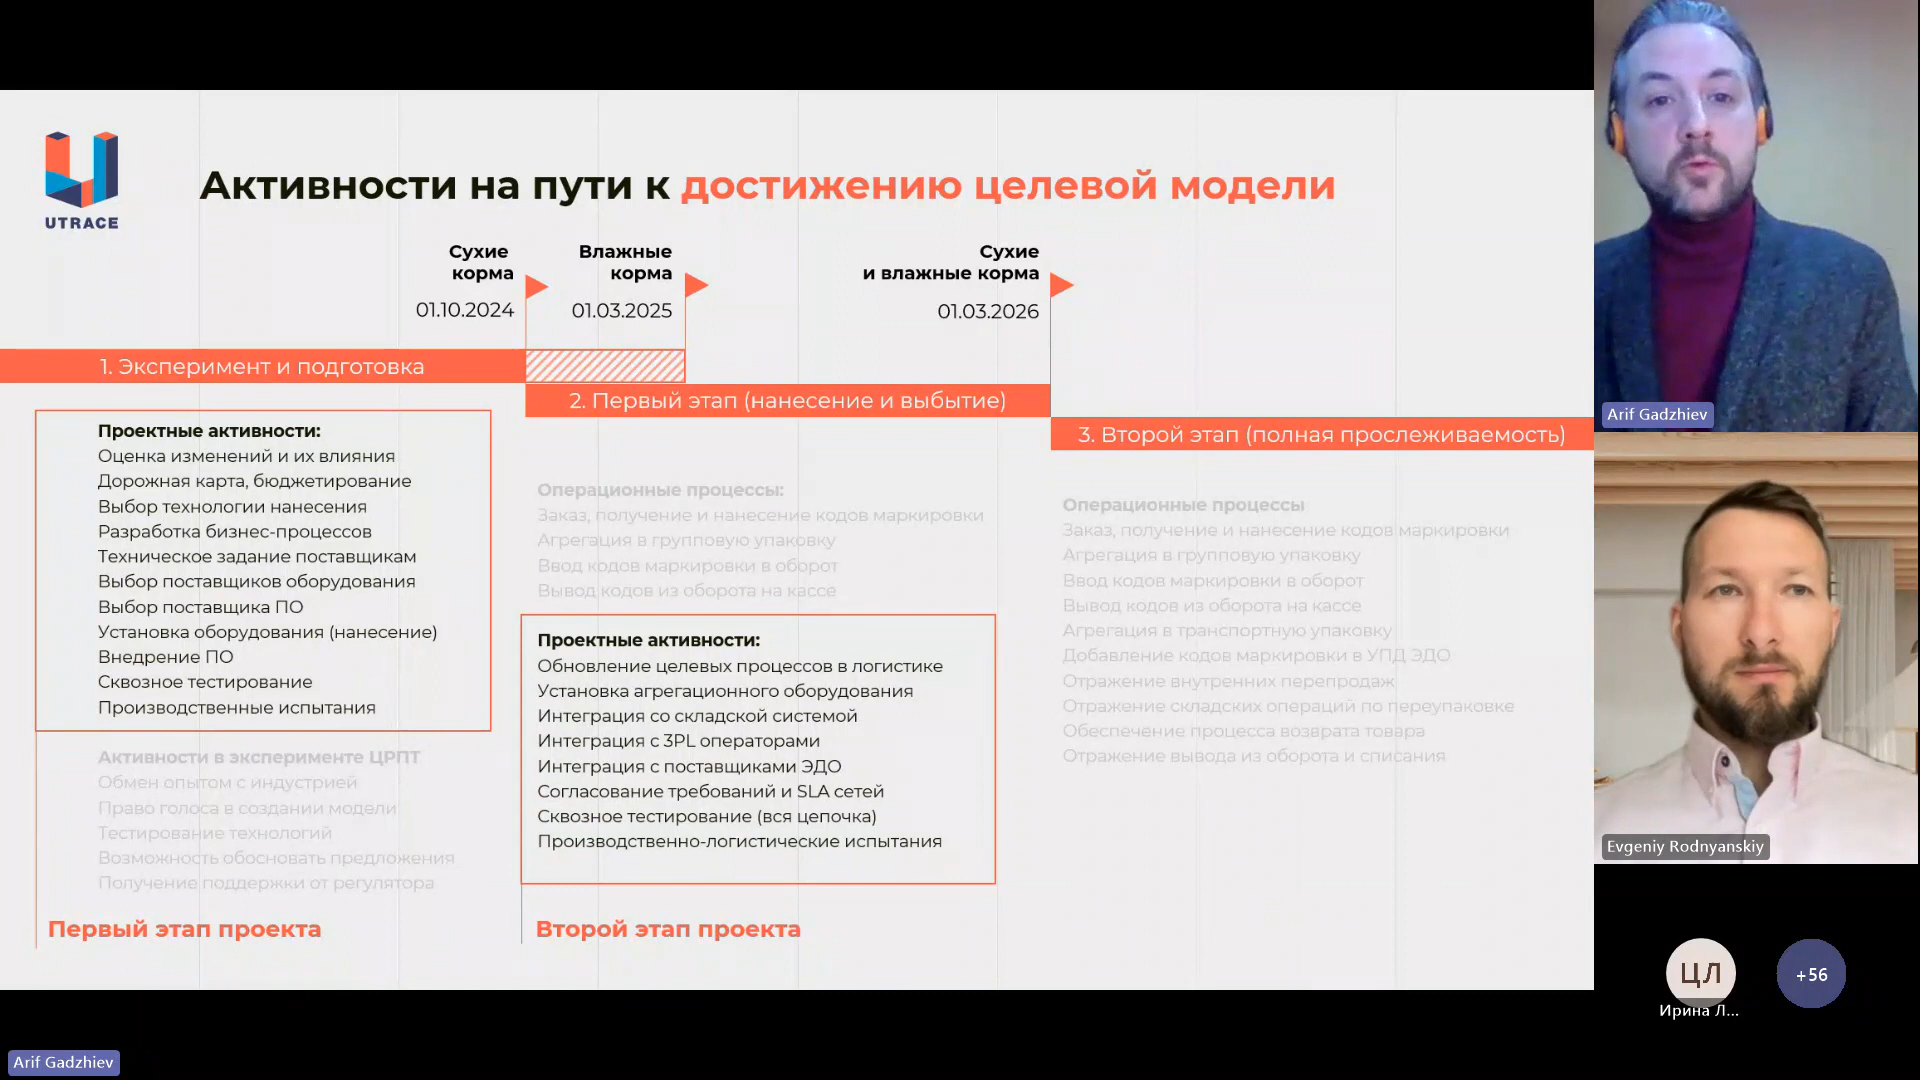 UTRACE
Активности на пути к достижению целевой модели
Сухие
корма
01.10.2024
Влажные
корма
01.03.2025
Сухие
и влажные корма
01.03.2026
1. Эксперимент и подготовка
2. Первый этап (нанесение и выбытие)
3. Второй этап (полная прослеживаемость)
Проектные активности:
Оценка изменений и их влияния
Дорожная карта, бюджетирование
Выбор технологии нанесения
Разработка бизнес-процессов
Техническое задание поставщикам
Выбор поставщиков оборудования
Выбор поставщика ПО
Установка оборудования (нанесение)
Внедрение ПО
Сквозное тестирование
Производственные испытания
Активности в эксперименте ЦРПТ
Обмен опытом с индустрией
Право голоса в создании модели
Тестирование технологий
Возможность обосновать предложения
Получение поддержки от регулятора
Первый этап проекта
Операционные процессы:
Заказ, получение и нанесение кодов маркировки
Агрегация в групповую упаковку
Ввод кодов маркировки в оборот
Вывод кодов из оборота на кассе
Проектные активности:
Обновление целевых процессов в логистике
Установка агрегационного оборудования
Интеграция со складской системой
Интеграция с 3PL операторами
Интеграция с поставщиками ЭДО
Согласование требований и SLA сетей
Сквозное тестирование (вся цепочка)
Производственно-логистические испытания
Второй этап проекта
Операционные процессы
Заказ, получение и нанесение кодов маркировки
Агрегация в групповую упаковку
Ввод кодов маркировки в оборот
Вывод кодов из оборота на кассе
Агрегация в транспортную упаковку
Добавление кодов маркировки в УПД ЭДО
Отражение внутренних перепродаж
Отражение складских операций по переупаковке
Обеспечение процесса возврата товара
Отражение вывода из оборота и списания
Arif Gadzhiev
Evgeniy Rodnyanskiy
ЦЛ
Ирина Л...
+56
Arif Gadzhiev